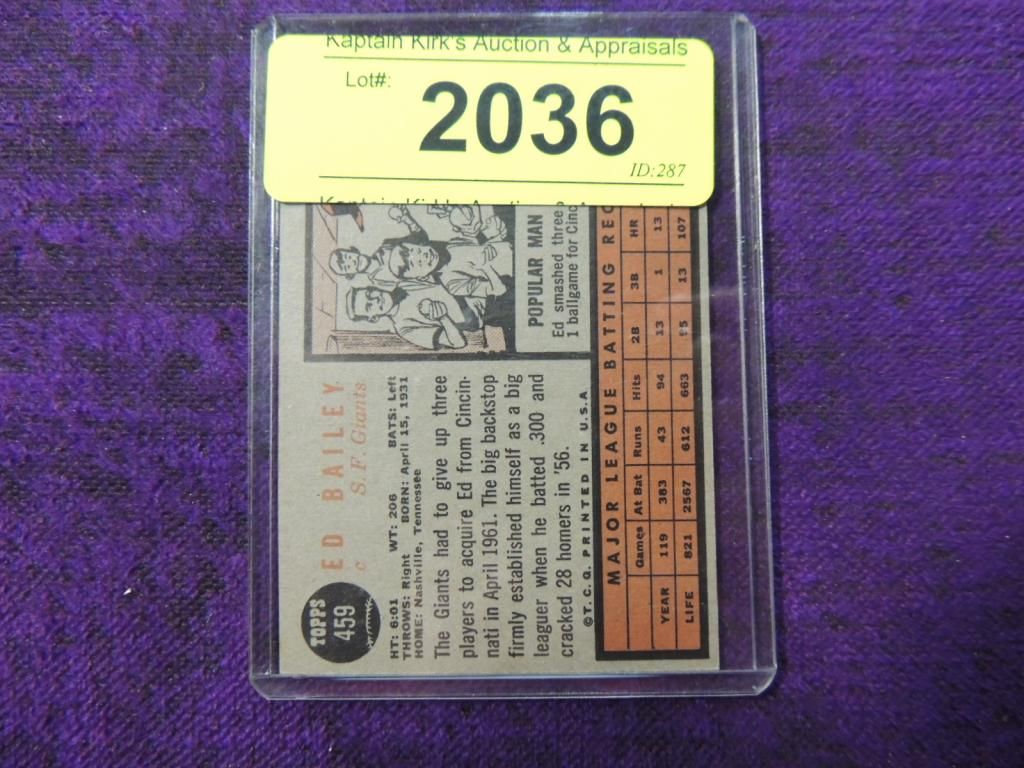 Kaptain Kirk's Auction & Appraisals
Lot#:
2036
ID:287
TOPPS
459
ED BAILEY
c S.F. Giants
HT: 6:01 WT: 206 BATS: Left
THROWS: Right BORN: April 15, 1931
HOME: Nashville, Tennessee
The Giants had to give up three
players to acquire Ed from Cincin-
nati in April 1961. The big backstop
firmly established himself as a big
leaguer when he batted .300 and
cracked 28 homers in '56.
© T.C.G. PRINTED IN U.S.A.
POPULAR MAN
Ed smashed three
1 ballgame for Cinc
MAJOR LEAGUE BATTING REC
Games At Bat Runs Hits 2B 3B HR
YEAR 119 383 43 94 13 1 13
LIFE 821 2567 612 663 95 13 107